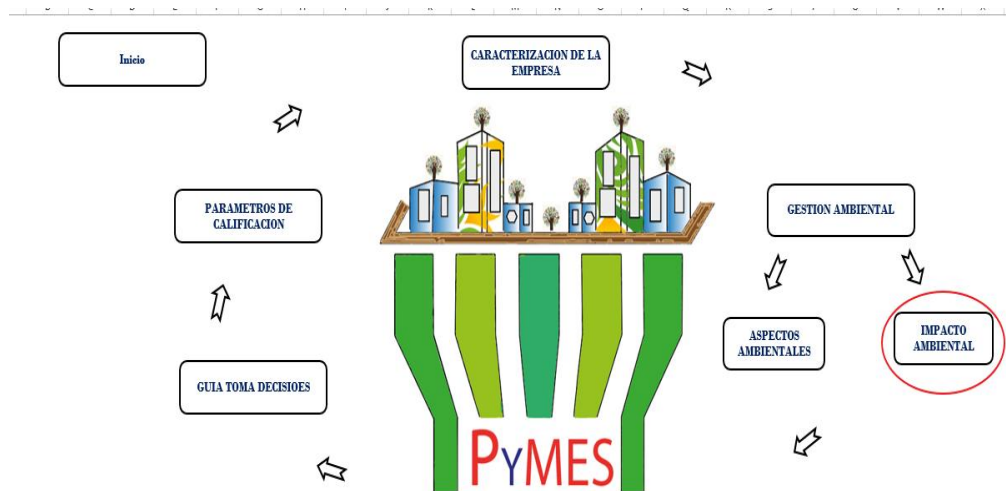 Inicio
CARACTERIZACION DE LA
EMPRESA
PARAMETROS DE
CALIFICACION
GESTION AMBIENTAL
ASPECTOS
AMBIENTALES
IMPACTO
AMBIENTAL
GUIA TOMA DECISIOES
PYMES